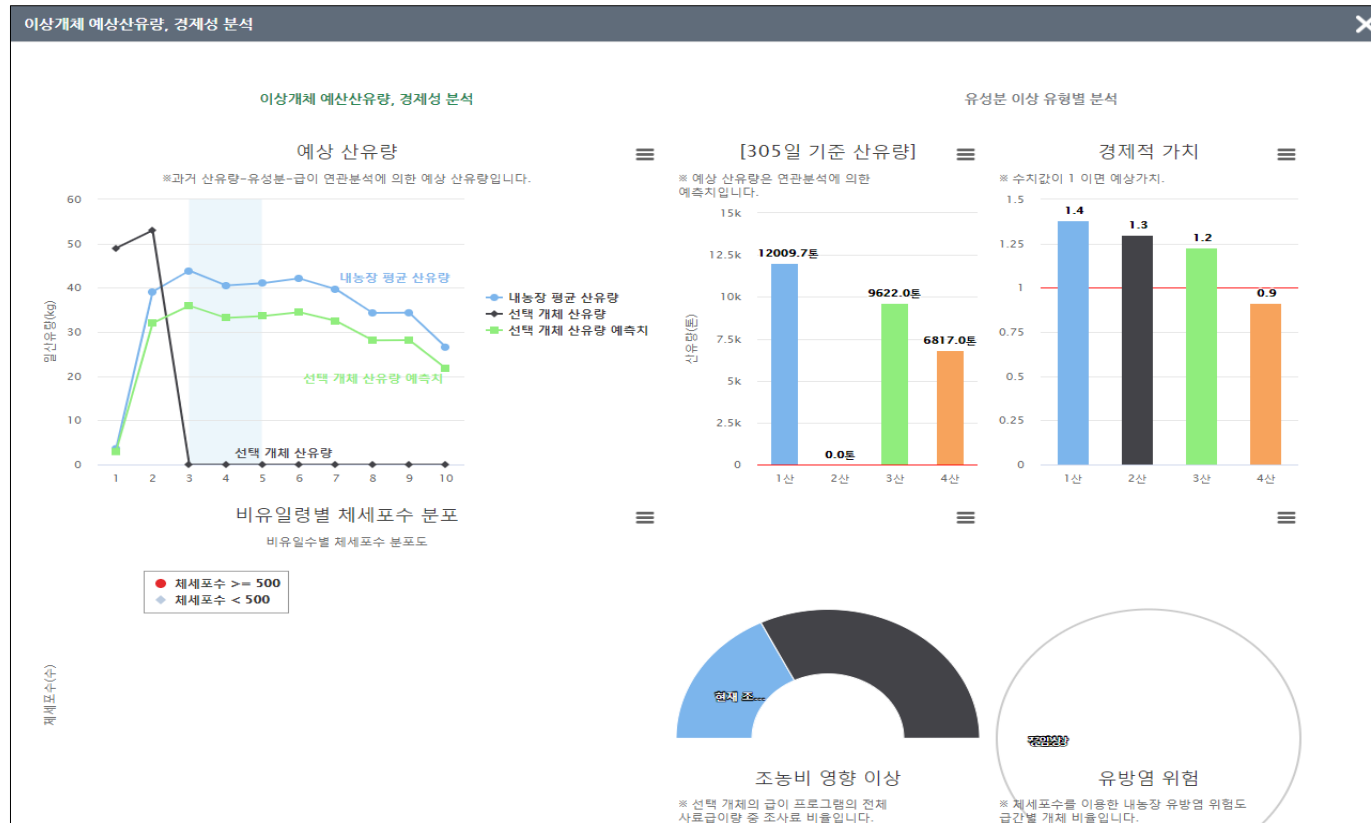 이상개체 예상산유량, 경제성 분석
이상개체 예산산유량, 경제성 분석
유성분 이상 유형별 분석
예상 산유량
※과거 산유량-유성분-급이 연관분석에 의한 예상 산유량입니다.
60
50
40
30
20
10
0
일산유량(kg)
내농장 평균 산유량
선택 개체 산유량 예측치
선택 개체 산유량
1 2 3 4 5 6 7 8 9 10
내농장 평균 산유량
선택 개체 산유량
선택 개체 산유량 예측치
[305일 기준 산유량]
※ 예상 산유량은 연관분석에 의한
예측치입니다.
15k
12.5k
10k
7.5k
5k
2.5k
0
산유량(톤)
12009.7톤
0.0톤
9622.0톤
6817.0톤
1산 2산 3산 4산
경제적 가치
※ 수치값이 1 이면 예상가치.
1.5
1.25
1
0.75
0.5
0.25
0
1.4
1.3
1.2
0.9
1산 2산 3산 4산
비유일령별 체세포수 분포
비유일수별 체세포수 분포도
체세포수 >= 500
체세포수 < 500
체세포수(수)
현재 조...
조농비 영향 이상
※ 선택 개체의 급이 프로그램의 전체
사료급이량 중 조사료 비율입니다.
유방염 위험
※ 체세포수를 이용한 내농장 유방염 위험도
급간별 개체 비율입니다.